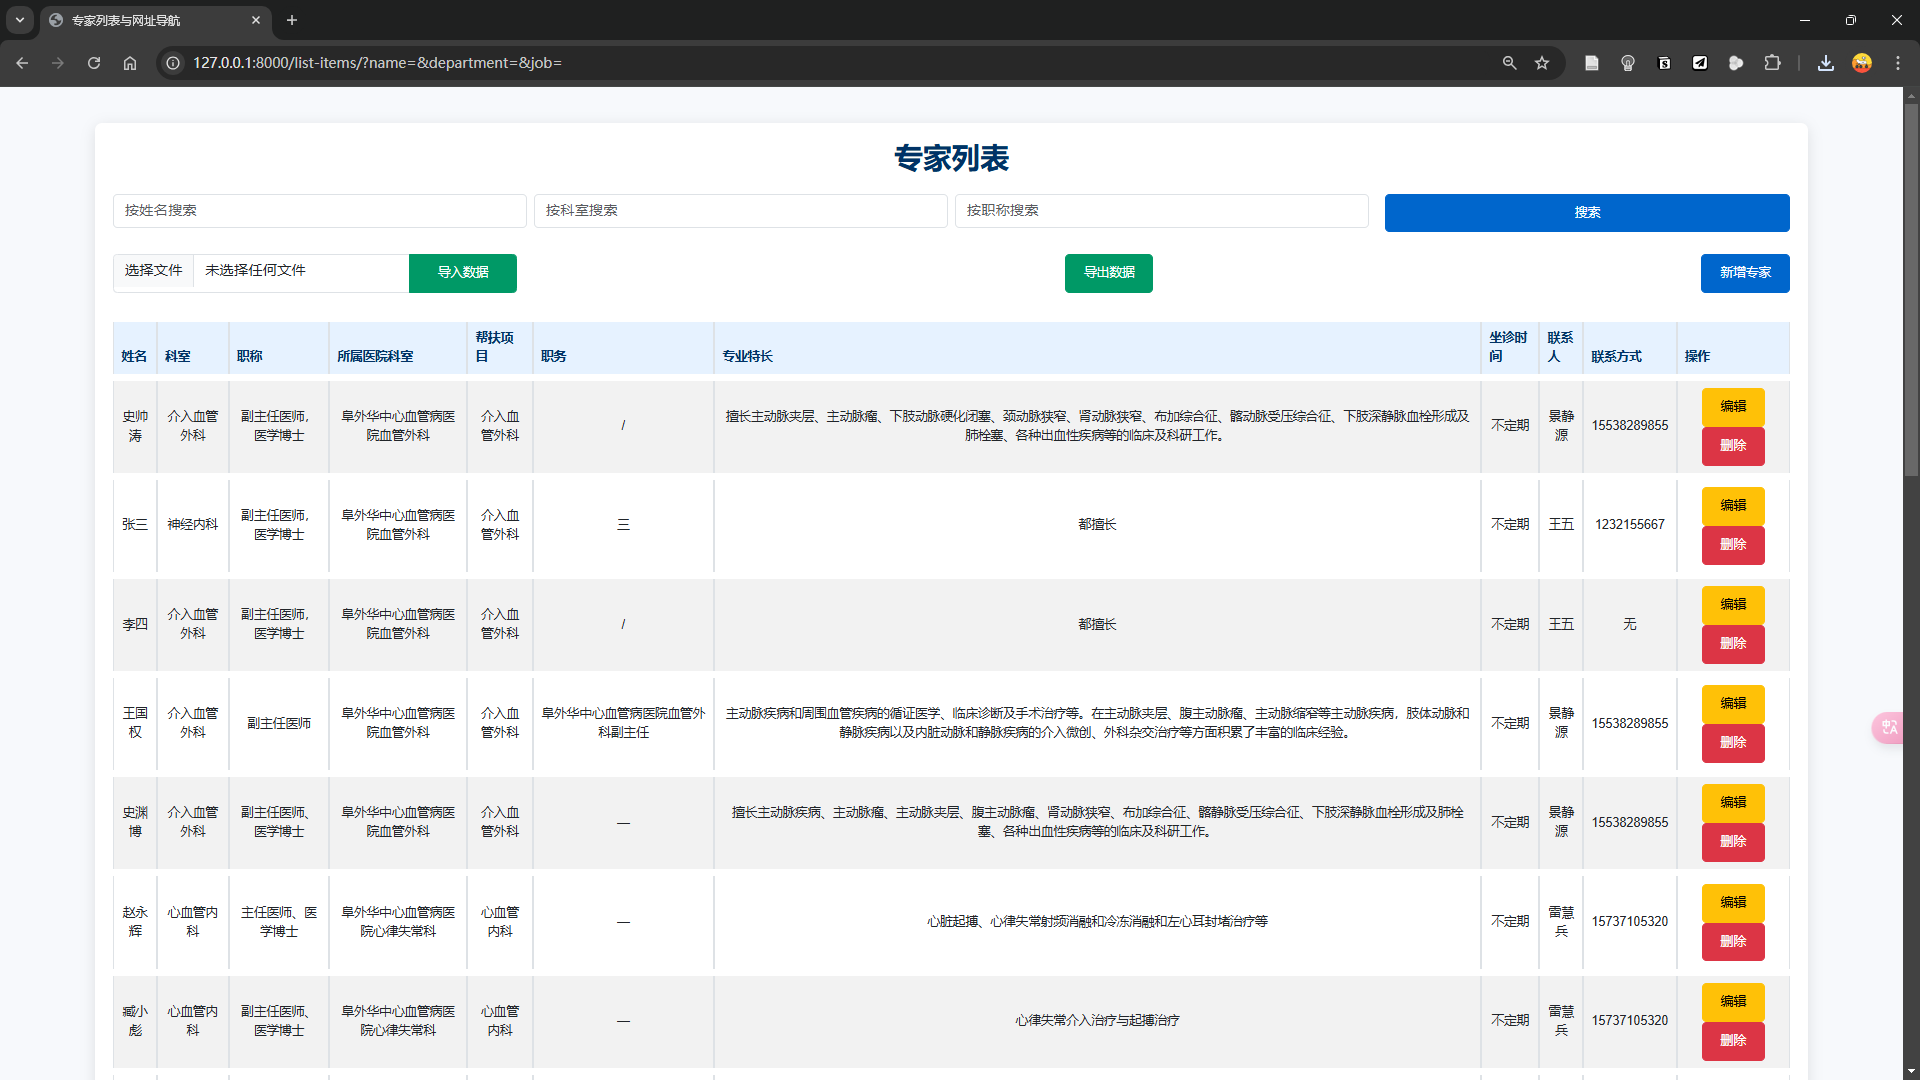 专家列表与网址导航
127.0.0.1:8000/list-items/?name=&department=&job=
专家列表
按姓名搜索 按科室搜索 按职称搜索 搜索
选择文件 未选择任何文件 导入数据 导出数据 新增专家
姓名 科室 职称 所属医院科室 帮扶项目 职务 专业特长 坐诊时间 联系人 联系方式 操作
史帅涛 介入血管外科 副主任医师，医学博士 阜外华中心血管病医院血管外科 介入血管外科 / 擅长主动脉夹层、主动脉瘤、下肢动脉硬化闭塞、颈动脉狭窄、肾动脉狭窄、布加综合征、髂动脉受压综合征、下肢深静脉血栓形成及肺栓塞、各种出血性疾病等的临床及科研工作。 不定期 景静源 15538289855 编辑 删除
张三 神经内科 副主任医师，医学博士 阜外华中心血管病医院血管外科 介入血管外科 三 都擅长 不定期 王五 1232155667 编辑 删除
李四 介入血管外科 副主任医师，医学博士 阜外华中心血管病医院血管外科 介入血管外科 / 都擅长 不定期 王五 无 编辑 删除
王国权 介入血管外科 副主任医师 阜外华中心血管病医院血管外科 介入血管外科 阜外华中心血管病医院血管外科副主任 主动脉疾病和周围血管疾病的循证医学、临床诊断及手术治疗等。在主动脉夹层、腹主动脉瘤、主动脉缩窄等主动脉疾病，肢体动脉和静脉疾病以及内脏动脉和静脉疾病的介入微创、外科杂交治疗等方面积累了丰富的临床经验。 不定期 景静源 15538289855 编辑 删除
史渊博 介入血管外科 副主任医师、医学博士 阜外华中心血管病医院血管外科 介入血管外科 — 擅长主动脉疾病、主动脉瘤、主动脉夹层、腹主动脉瘤、肾动脉狭窄、布加综合征、髂静脉受压综合征、下肢深静脉血栓形成及肺栓塞、各种出血性疾病等的临床及科研工作。 不定期 景静源 15538289855 编辑 删除
赵永辉 心血管内科 主任医师、医学博士 阜外华中心血管病医院心律失常科 心血管内科 — 心脏起搏、心律失常射频消融和冷冻消融和左心耳封堵治疗等 不定期 雷慧兵 15737105320 编辑 删除
臧小彪 心血管内科 副主任医师、医学博士 阜外华中心血管病医院心律失常科 心血管内科 — 心律失常介入治疗与起搏治疗 不定期 雷慧兵 15737105320 编辑 删除